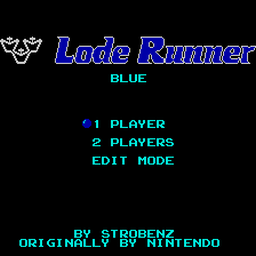 Lode Runner
BLUE
1 PLAYER
2 PLAYERS
EDIT MODE
BY STROBENZ
ORIGINALLY BY NINTENDO